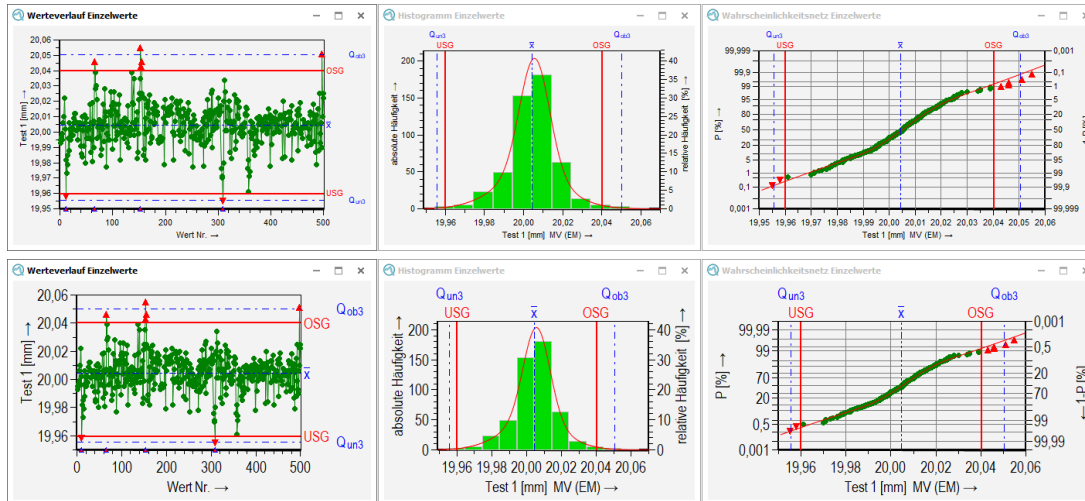 Werteverlauf Einzelwerte
20,06
20,05
20,04
20,03
20,02
20,01
20,00
19,99
19,98
19,97
19,96
19,95
Test 1 [mm] →
Qob3
OSG
x̅
USG
Qun3
0 100 200 300 400 500
Wert Nr. →
Histogramm Einzelwerte
Qun3 x̅ Qob3
USG OSG
200
150
100
50
0
absolute Häufigkeit →
40
35
30
25
20
15
10
5
0
relative Häufigkeit [%] →
19,96 19,98 20,00 20,02 20,04 20,06
Test 1 [mm] MV (EM) →
Wahrscheinlichkeitsnetz Einzelwerte
Qun3 x̅ Qob3
USG OSG
99,999
99,9
99
95
80
50
20
5
1
0,1
0,001
P [%] →
0,001
0,1
1
5
20
50
80
95
99
99,9
99,999
19,95 19,96 19,97 19,98 19,99 20,00 20,01 20,02 20,03 20,04 20,05 20,06
Test 1 [mm] MV (EM) →
Werteverlauf Einzelwerte
20,06
20,04
20,02
20,00
19,98
19,96
Test 1 [mm] →
Qob3
OSG
x̅
USG
Qun3
0 100 200 300 400 500
Wert Nr. →
Histogramm Einzelwerte
Qun3 x̅ Qob3
USG OSG
200
150
100
50
0
absolute Häufigkeit →
40
30
20
10
0
relative Häufigkeit [%] →
19,96 19,98 20,00 20,02 20,04 20,06
Test 1 [mm] MV (EM) →
Wahrscheinlichkeitsnetz Einzelwerte
Qun3 x̅ Qob3
USG OSG
99,99
99
70
20
0,5
0,001
P [%] →
0,001
0,5
20
70
99
99,99
← 1-P [%]
19,96 19,98 20,00 20,02 20,04 20,06
Test 1 [mm] MV (EM) →